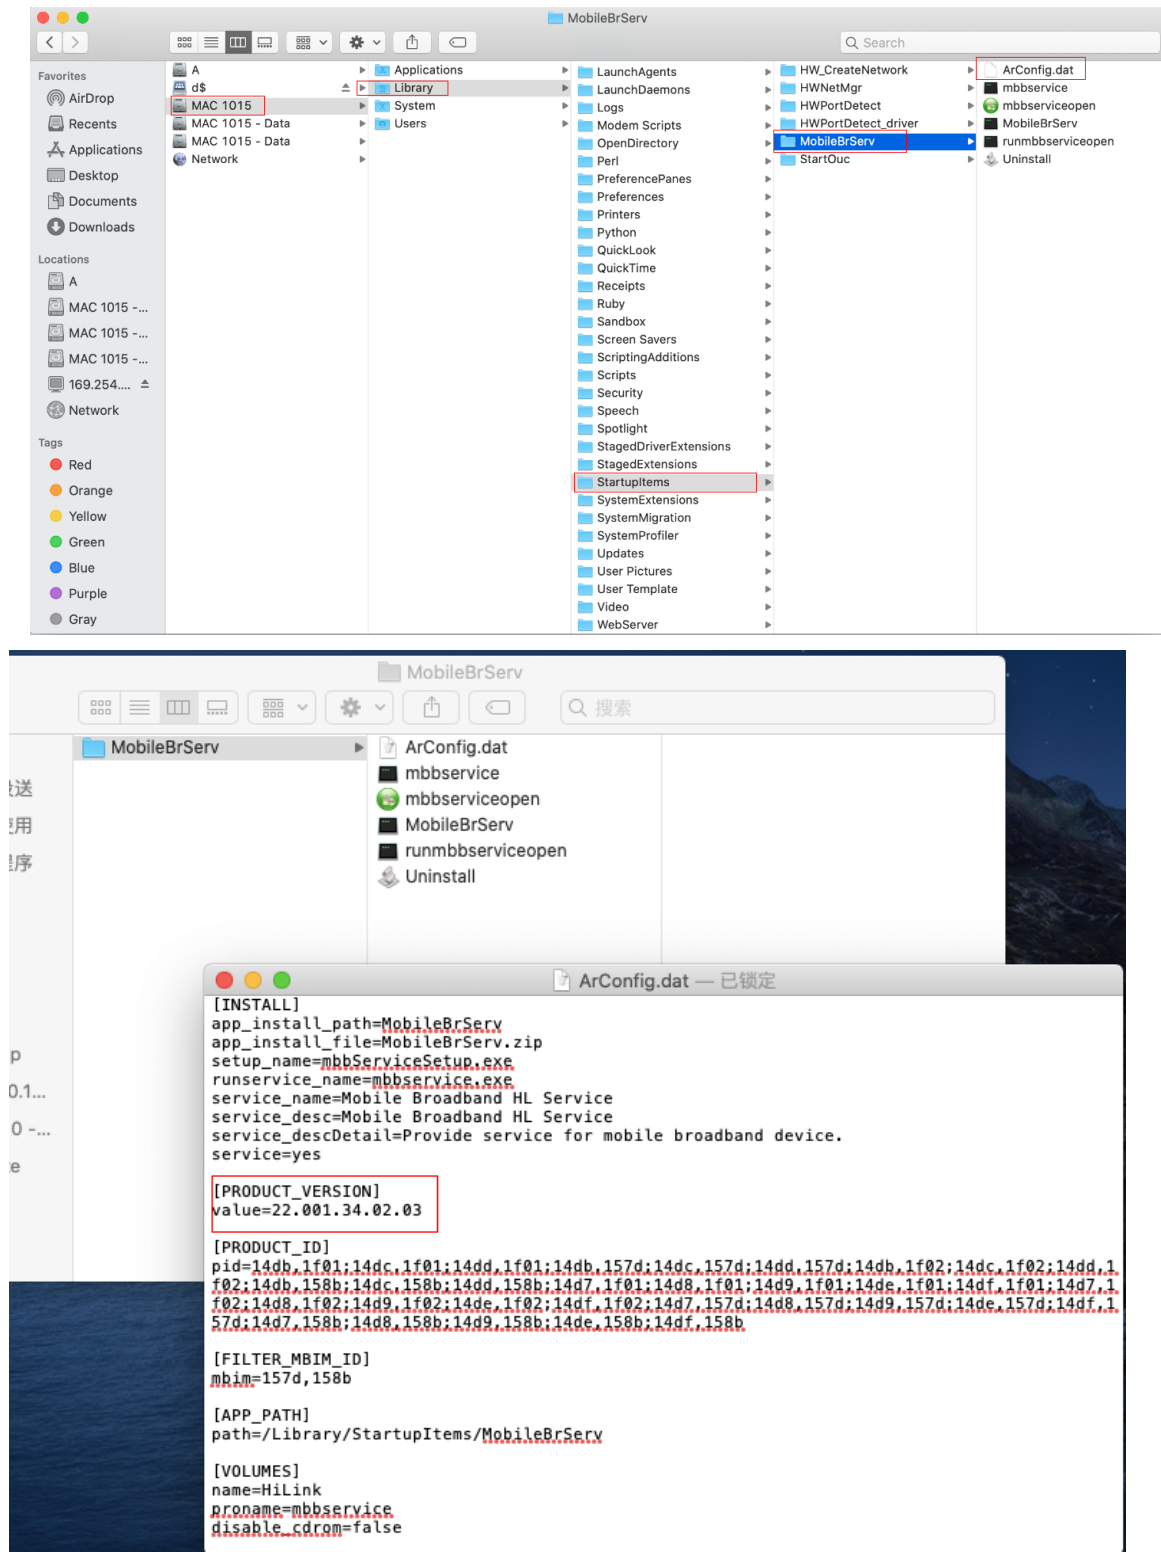 MobileBrServ
Search
Favorites
AirDrop
Recents
Applications
Desktop
Documents
Downloads
Locations
A
MAC 1015 -...
MAC 1015 -...
MAC 1015 -...
169.254....
Network
Tags
Red
Orange
Yellow
Green
Blue
Purple
Gray
A
d$
MAC 1015
MAC 1015 - Data
MAC 1015 - Data
Network
Applications
Library
System
Users
LaunchAgents
LaunchDaemons
Logs
Modem Scripts
OpenDirectory
Perl
PreferencePanes
Preferences
Printers
Python
QuickLook
QuickTime
Receipts
Ruby
Sandbox
Screen Savers
ScriptingAdditions
Scripts
Security
Speech
Spotlight
StagedDriverExtensions
StagedExtensions
StartupItems
SystemExtensions
SystemMigration
SystemProfiler
Updates
User Pictures
User Template
Video
WebServer
HW_CreateNetwork
HWNetMgr
HWPortDetect
HWPortDetect_driver
MobileBrServ
StartOuc
ArConfig.dat
mbbservice
mbbserviceopen
MobileBrServ
runmbbserviceopen
Uninstall
MobileBrServ
搜索
送
用
序
p
0.1...
0 -...
e
MobileBrServ
ArConfig.dat
mbbservice
mbbserviceopen
MobileBrServ
runmbbserviceopen
Uninstall
ArConfig.dat — 已锁定
[INSTALL]
app_install_path=MobileBrServ
app_install_file=MobileBrServ.zip
setup_name=mbbServiceSetup.exe
runservice_name=mbbservice.exe
service_name=Mobile Broadband HL Service
service_desc=Mobile Broadband HL Service
service_descDetail=Provide service for mobile broadband device.
service=yes
[PRODUCT_VERSION]
value=22.001.34.02.03
[PRODUCT_ID]
pid=14db,1f01;14dc,1f01;14dd,1f01;14db,157d;14dc,157d;14dd,157d;14db,1f02;14dc,1f02;14dd,1
f02;14db,158b;14dc,158b;14dd,158b;14d7,1f01;14d8,1f01;14d9,1f01;14de,1f01;14df,1f01;14d7,1
f02;14d8,1f02;14d9,1f02;14de,1f02;14df,1f02;14d7,157d;14d8,157d;14d9,157d;14de,157d;14df,1
57d;14d7,158b;14d8,158b;14d9,158b;14de,158b;14df,158b
[FILTER_MBIM_ID]
mbim=157d,158b
[APP_PATH]
path=/Library/StartupItems/MobileBrServ
[VOLUMES]
name=HiLink
proname=mbbservice
disable_cdrom=false